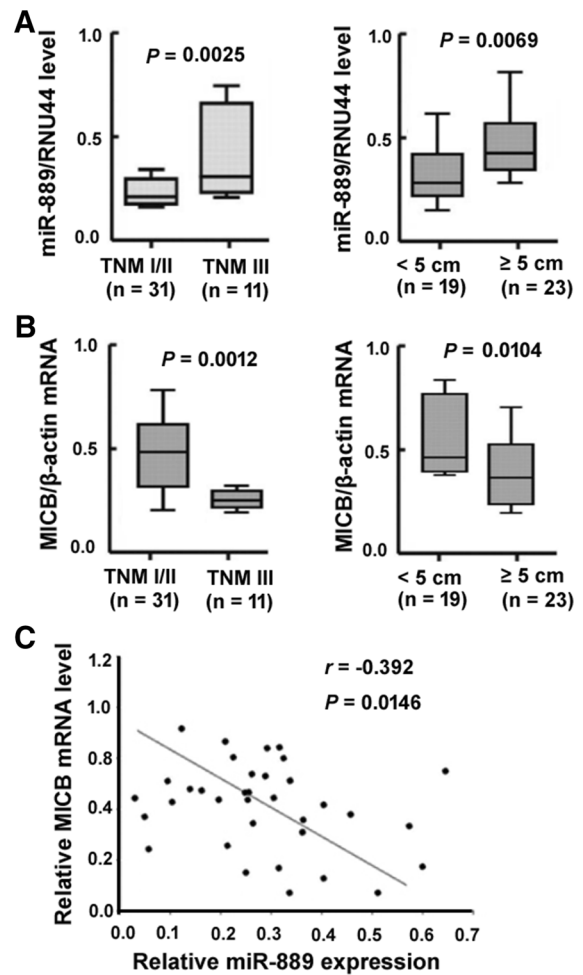 A
miR-889/RNU44 level
1.0
0.5
0.0
P = 0.0025
TNM I/II
(n = 31)
TNM III
(n = 11)
miR-889/RNU44 level
1.0
0.5
0.0
P = 0.0069
< 5 cm
(n = 19)
≥ 5 cm
(n = 23)
B
MICB/β-actin mRNA
1.0
0.5
0.0
P = 0.0012
TNM I/II
(n = 31)
TNM III
(n = 11)
MICB/β-actin mRNA
1.0
0.5
0.0
P = 0.0104
< 5 cm
(n = 19)
≥ 5 cm
(n = 23)
C
Relative MICB mRNA level
1.2
1.0
0.8
0.4
0.2
0.0
r = -0.392
P = 0.0146
0.0 0.1 0.2 0.3 0.4 0.5 0.6 0.7
Relative miR-889 expression